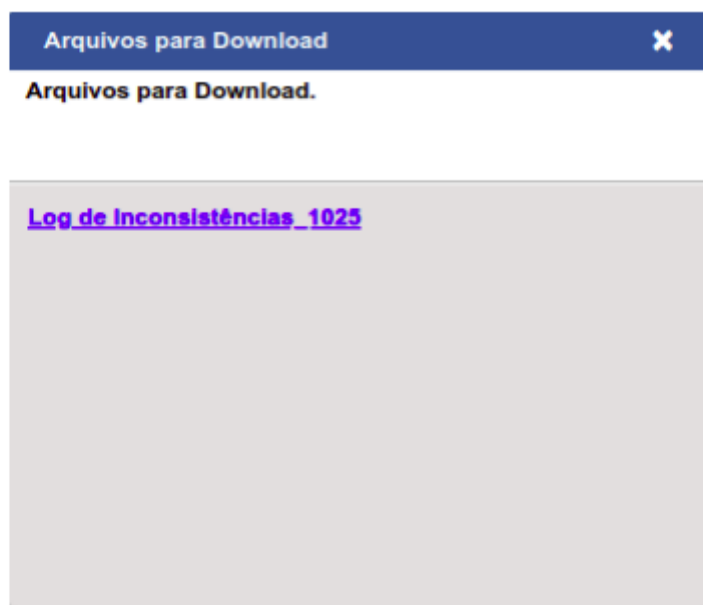 Arquivos para Download
Arquivos para Download.
Log de Inconsistências_1025